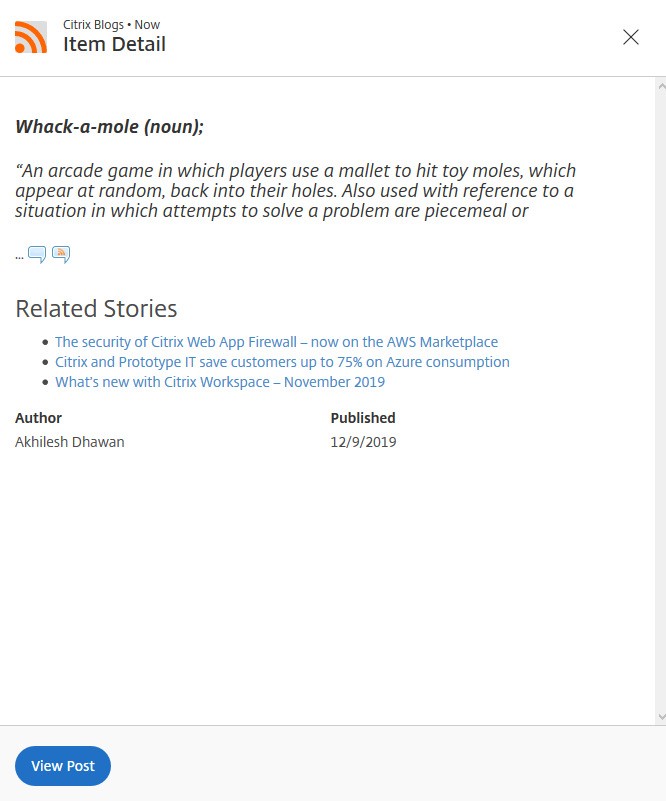 Citrix Blogs • Now
Item Detail
Whack-a-mole (noun);
“An arcade game in which players use a mallet to hit toy moles, which
appear at random, back into their holes. Also used with reference to a
situation in which attempts to solve a problem are piecemeal or
...
Related Stories
• The security of Citrix Web App Firewall – now on the AWS Marketplace
• Citrix and Prototype IT save customers up to 75% on Azure consumption
• What's new with Citrix Workspace – November 2019
Author Published
Akhilesh Dhawan 12/9/2019
View Post